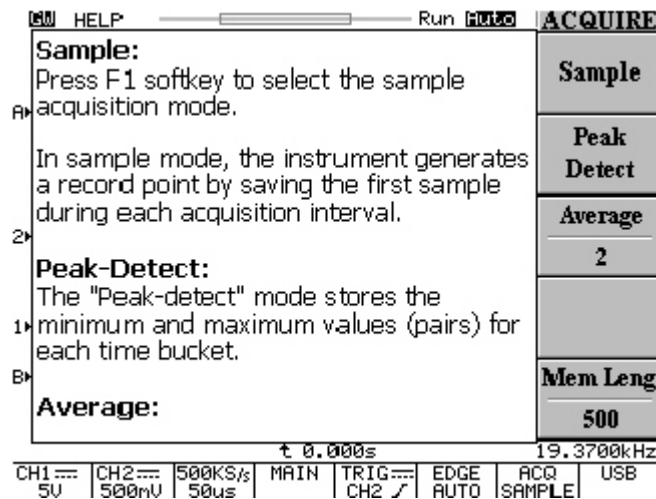 GW HELP Run Auto ACQUIRE
Sample:
Press F1 softkey to select the sample
acquisition mode.
In sample mode, the instrument generates
a record point by saving the first sample
during each acquisition interval.
Peak-Detect:
The "Peak-detect" mode stores the
minimum and maximum values (pairs) for
each time bucket.
Average:
A
2
1
B
Sample
Peak
Detect
Average
2
Mem Leng
500
t 0.000s 19.3700kHz
CH1 CH2 500KS/s MAIN TRIG EDGE ACQ USB
5V 500mV 50us CH2 AUTO SAMPLE